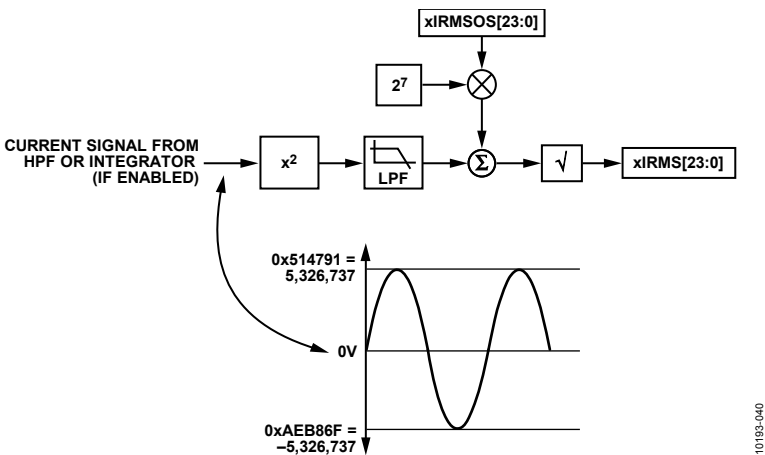 xIRMSOS[23:0]
2⁷
CURRENT SIGNAL FROM
HPF OR INTEGRATOR
(IF ENABLED)
x²
LPF
Σ
√
xIRMS[23:0]
0x514791 =
5,326,737
0V
0xAEB86F =
–5,326,737
10193-040